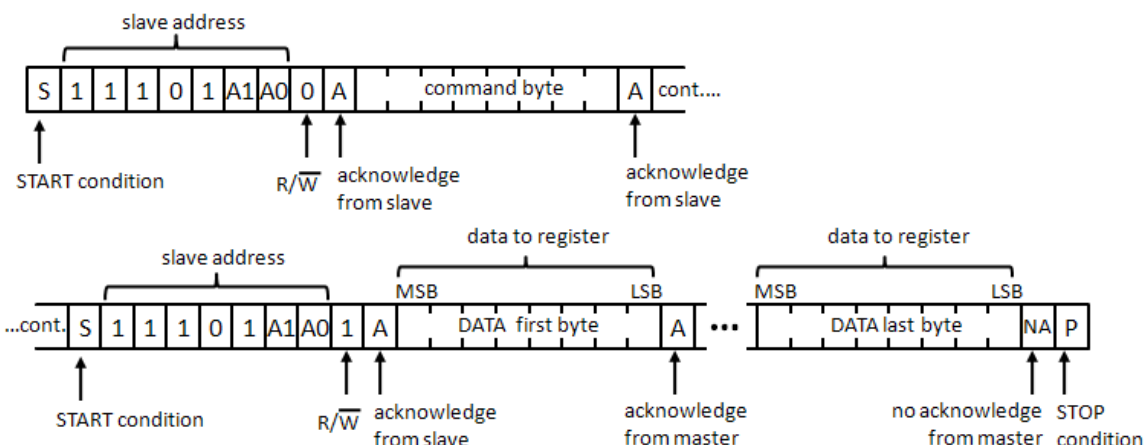 slave address
S 1 1 1 0 1 A1 A0 0 A command byte A cont....
START condition R/W̅ acknowledge from slave acknowledge from slave
data to register data to register
slave address
MSB LSB MSB LSB
...cont. S 1 1 1 0 1 A1 A0 1 A DATA first byte A ••• DATA last byte NA P
START condition R/W̅ acknowledge from slave acknowledge from master no acknowledge from master STOP condition